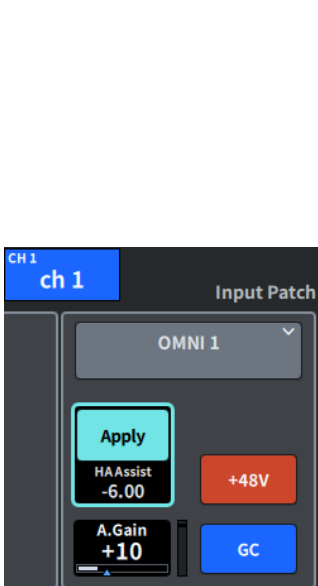 CH 1
ch 1
Input Patch
OMNI 1
Apply
HA Assist
-6.00
+48V
A.Gain
+10
GC